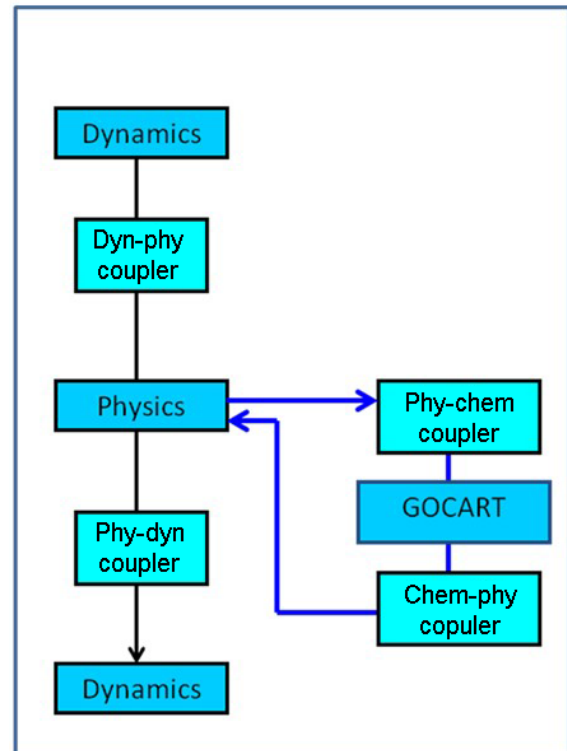 Dynamics
Dyn-phy
coupler
Physics
Phy-chem
coupler
GOCART
Phy-dyn
coupler
Chem-phy
copuler
Dynamics